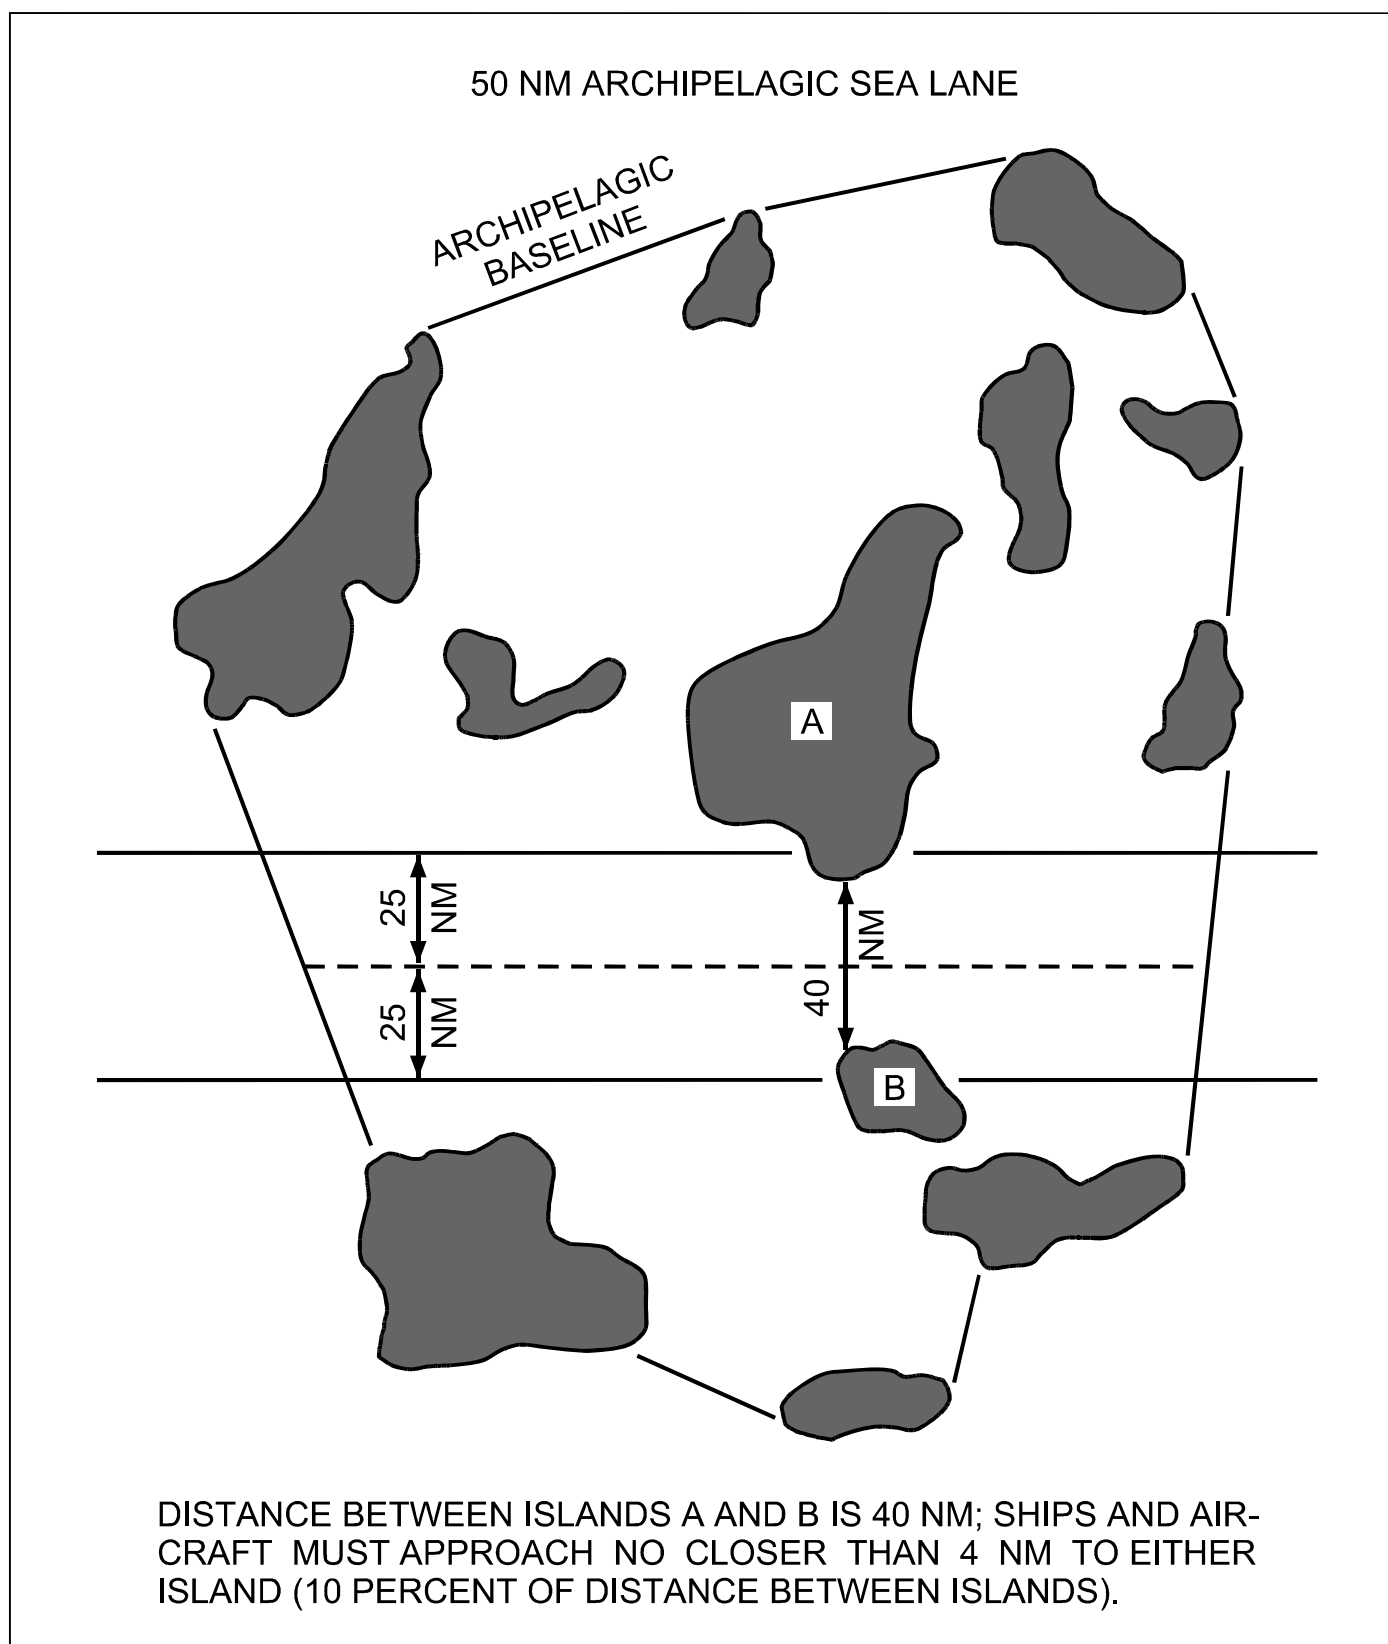 50 NM ARCHIPELAGIC SEA LANE
ARCHIPELAGIC
BASELINE
A
25
NM
NM
40
25
NM
B
DISTANCE BETWEEN ISLANDS A AND B IS 40 NM; SHIPS AND AIR-
CRAFT MUST APPROACH NO CLOSER THAN 4 NM TO EITHER
ISLAND (10 PERCENT OF DISTANCE BETWEEN ISLANDS).